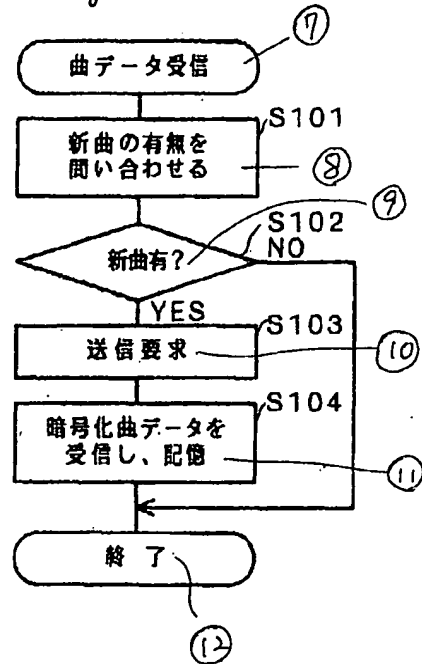 ⑦
曲データ受信
S101
新曲の有無を
問い合わせる
⑧
⑨
S102
新曲有?
NO
YES
S103
送信要求
⑩
S104
暗号化曲データを
受信し、記憶
⑪
終了
⑫